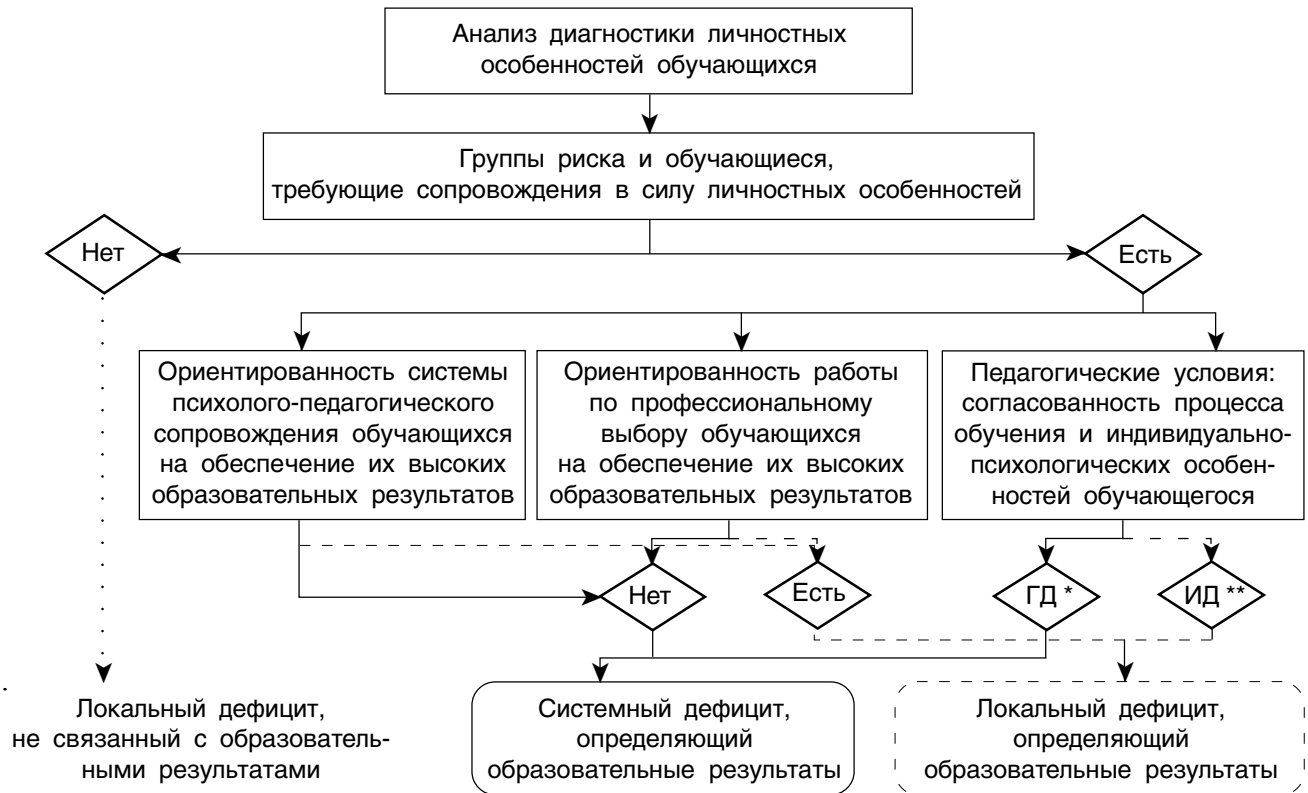 Анализ диагностики личностных
особенностей обучающихся
Группы риска и обучающиеся,
требующие сопровождения в силу личностных особенностей
Нет
Есть
Ориентированность системы
психолого-педагогического
сопровождения обучающихся
на обеспечение их высоких
образовательных результатов
Ориентированность работы
по профессиональному
выбору обучающихся
на обеспечение их высоких
образовательных результатов
Педагогические условия:
согласованность процесса
обучения и индивидуально-
психологических особен-
ностей обучающегося
Нет
Есть
ГД *
ИД **
Локальный дефицит,
не связанный с образователь-
ными результатами
Системный дефицит,
определяющий
образовательные результаты
Локальный дефицит,
определяющий
образовательные результаты